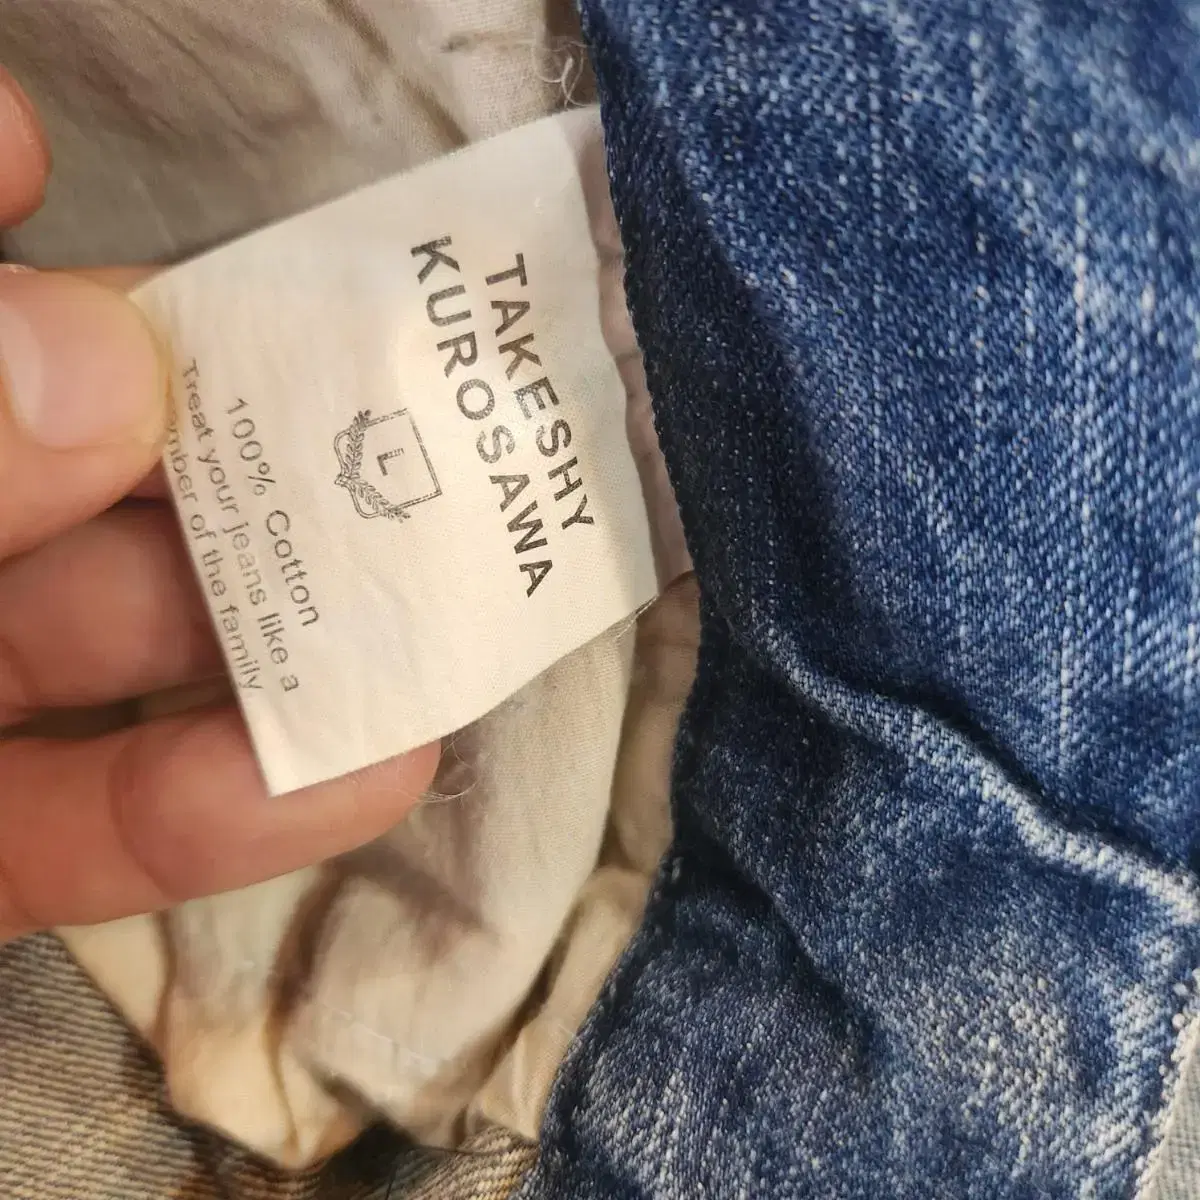 TAKESHY
KUROSAWA
L
100% Cotton
Treat your jeans like a
member of the family